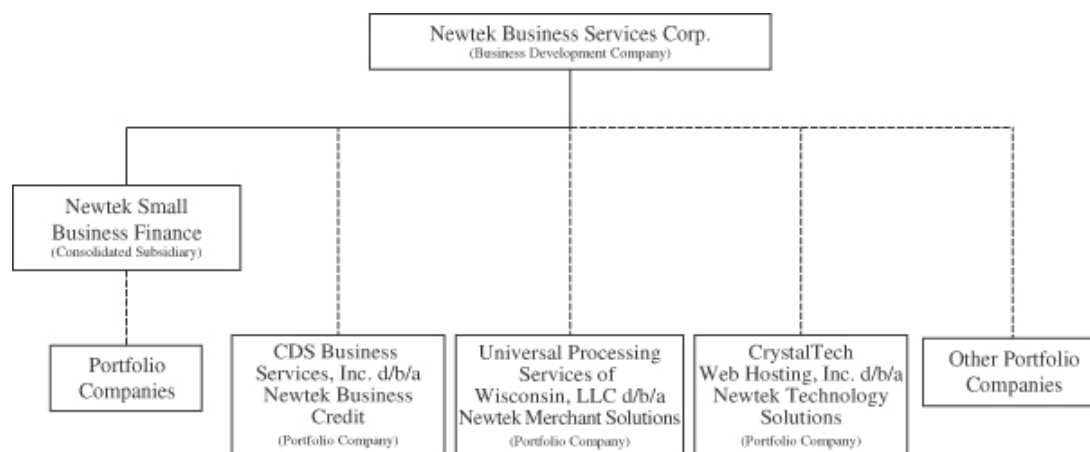 Newtek Business Services Corp.
(Business Development Company)
Newtek Small
Business Finance
(Consolidated Subsidiary)
Portfolio
Companies
CDS Business
Services, Inc. d/b/a
Newtek Business
Credit
(Portfolio Company)
Universal Processing
Services of
Wisconsin, LLC d/b/a
Newtek Merchant Solutions
(Portfolio Company)
CrystalTech
Web Hosting, Inc. d/b/a
Newtek Technology
Solutions
(Portfolio Company)
Other Portfolio
Companies